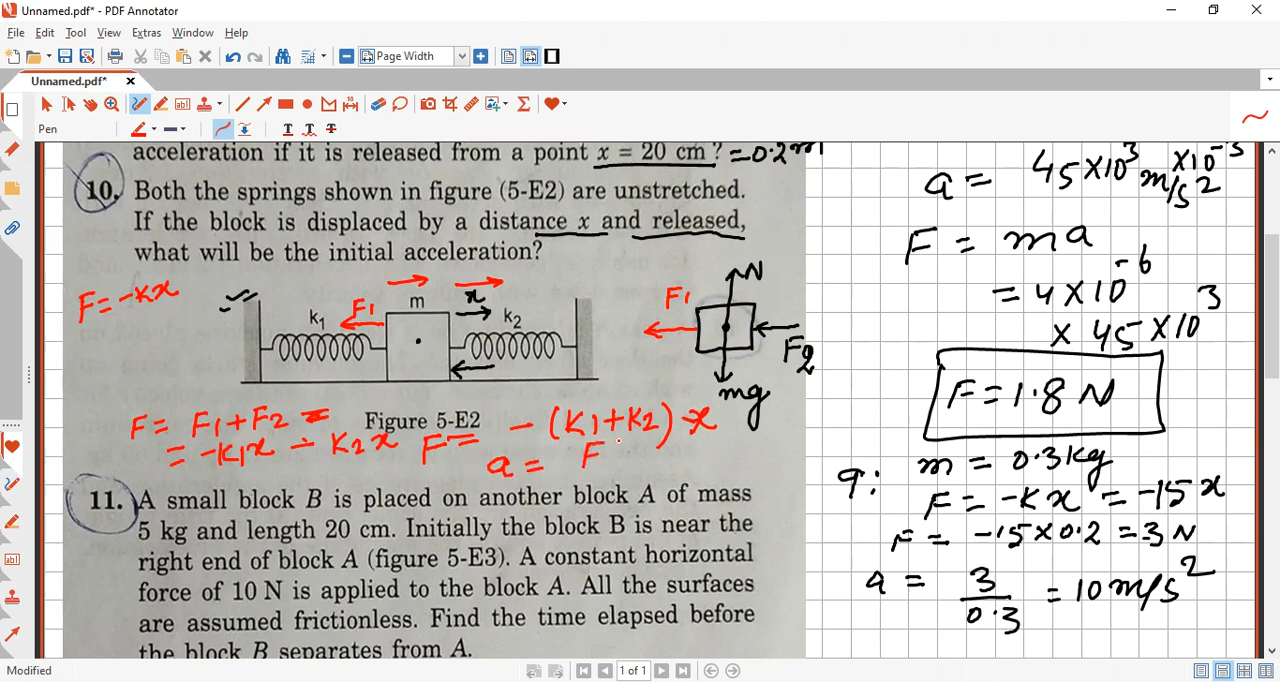 Unnamed.pdf* - PDF Annotator
File Edit Tool View Extras Window Help
Page Width
Unnamed.pdf*
Pen
acceleration if it is released from a point x = 20 cm ? = 0.2m
10. Both the springs shown in figure (5-E2) are unstretched.
If the block is displaced by a distance x and released,
what will be the initial acceleration?
F = -Kx
k₁
F1
m
x
k₂
F1
N
F2
mg
Figure 5-E2
F = F1 + F2 =
= -K1x - K2x
F = - (K1+K2) x
a = F
11. A small block B is placed on another block A of mass
5 kg and length 20 cm. Initially the block B is near the
right end of block A (figure 5-E3). A constant horizontal
force of 10 N is applied to the block A. All the surfaces
are assumed frictionless. Find the time elapsed before
the block B separates from A.
a = 45 × 10³ × 10⁻³ m/s²
F = ma
= 4 × 10⁻⁶
× 45 × 10³
F = 1.8 N
9: m = 0.3 kg
F = -Kx = -15x
F = -15 × 0.2 = 3 N
a = 3/0.3 = 10 m/s²
Modified
1 of 1